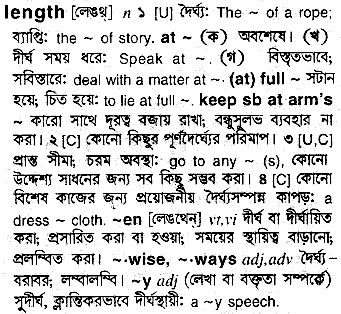 length [লেঙথ্] n ১ [U] দৈর্ঘ্য: The ~ of a rope;
ব্যাপ্তি: the ~ of story. at ~ (ক) অবশেষে। (খ)
দীর্ঘ সময় ধরে: Speak at ~. (গ) বিস্তৃতভাবে;
সবিস্তারে: deal with a matter at ~. (at) full ~ সটান
হয়ে; চিত হয়ে: to lie at full ~. keep sb at arm's
~ কারো সাথে দূরত্ব বজায় রাখা; বন্ধুসুলভ ব্যবহার না
করা। ২ [C] কোনো কিছুর পূর্ণদৈর্ঘ্যের পরিমাপ। ৩ [U,C]
প্রান্ত সীমা; চরম অবস্থা: go to any ~ (s), কোনো
উদ্দেশ্য সাধনের জন্য সব কিছু সম্ভব করা। ৪ [C] কোনো
বিশেষ কাজের জন্য প্রয়োজনীয় দৈর্ঘ্যসম্পন্ন কাপড়: a
dress ~ cloth. ~en [লেঙথেন্] vt,vi দীর্ঘ বা দীর্ঘায়িত
করা; প্রসারিত করা বা হওয়া; সময়ের স্থায়িত্ব বাড়ানো;
প্রলম্বিত করা। ~·wise, ~·ways adj,adv দৈর্ঘ্য-
বরাবর; লম্বালম্বি। ~y adj (লেখা বা বক্তৃতা সম্পর্কে)
সুদীর্ঘ, ক্লান্তিকরভাবে দীর্ঘস্থায়ী: a ~y speech.